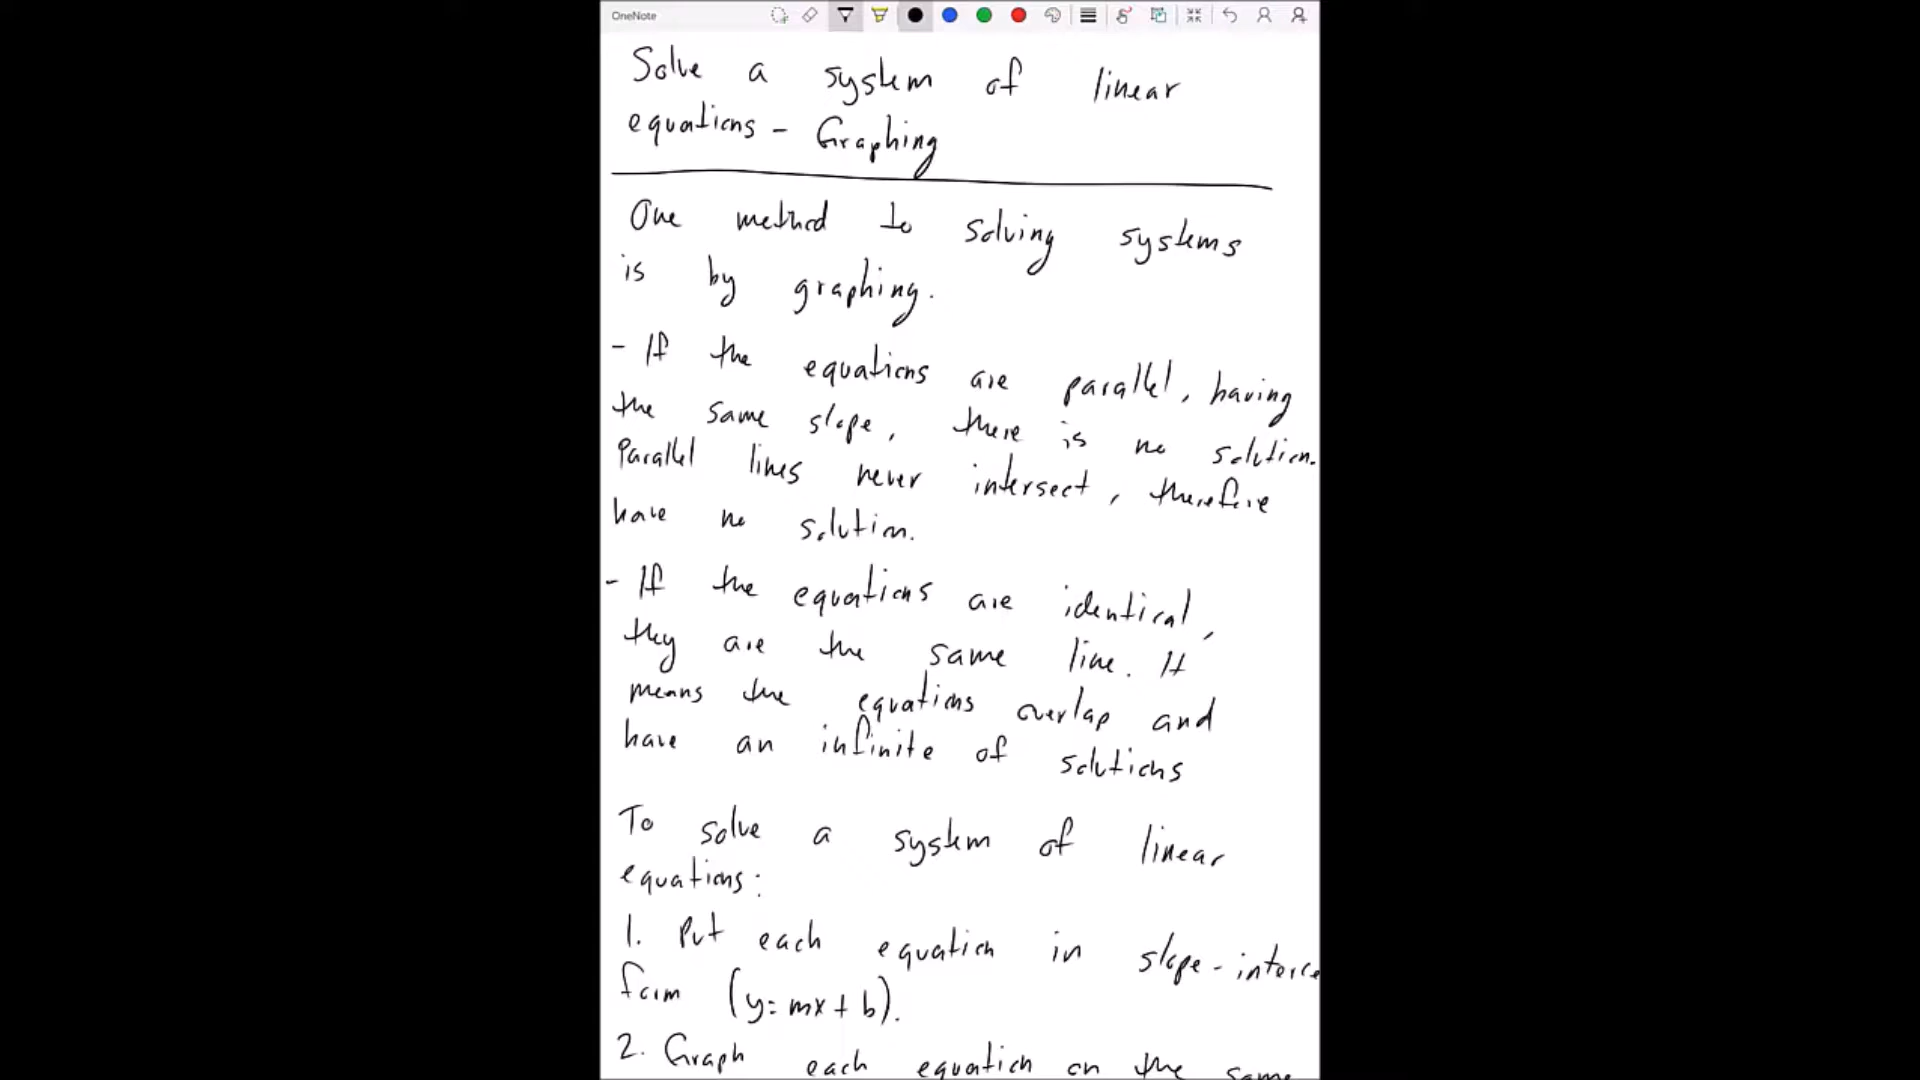 OneNote
Solve a system of linear
equations - Graphing
One method to solving systems
is by graphing.
- If the equations are parallel, having
the same slope, there is no solution.
Parallel lines never intersect, therefore
have no solution.
- If the equations are identical,
they are the same line. It
means the equations overlap and
have an infinite of solutions
To solve a system of linear
equations:
1. Put each equation in slope-interce
form (y=mx+b).
2. Graph each equation on the same